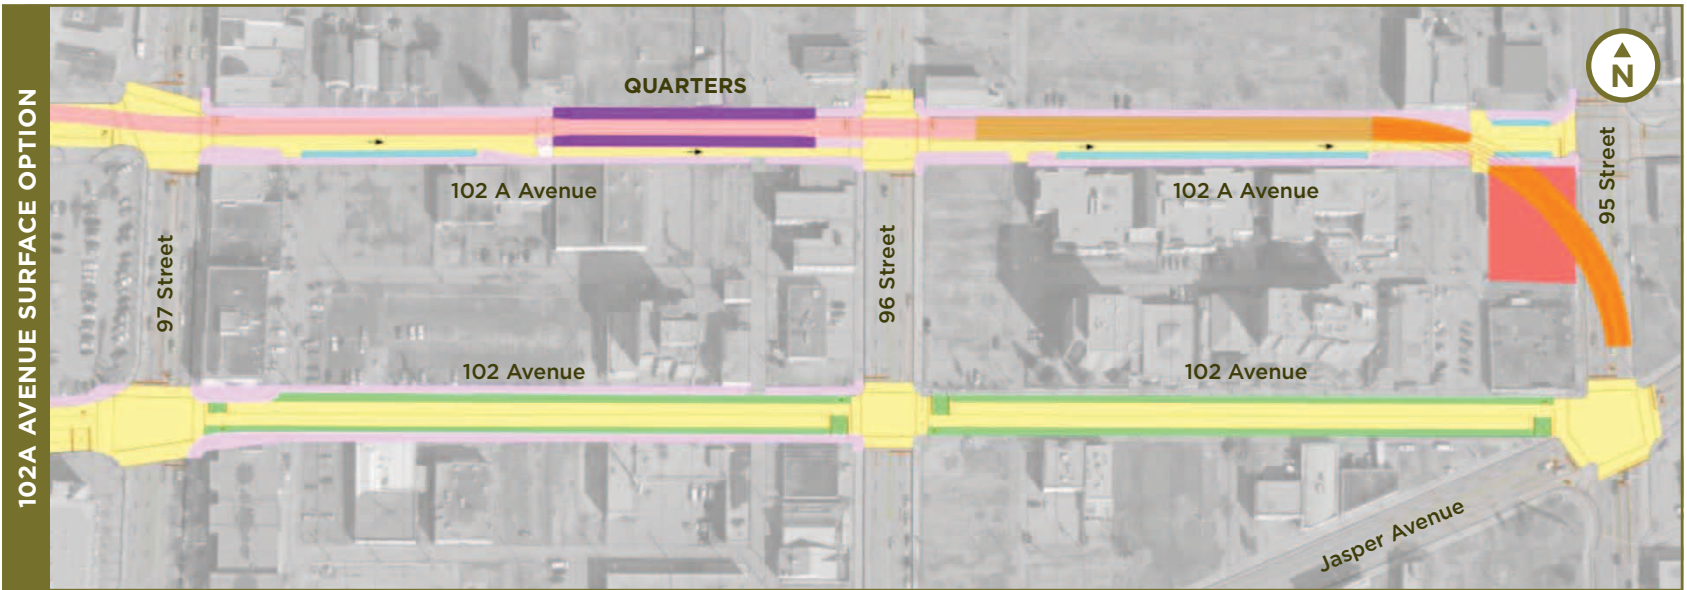 102A AVENUE SURFACE OPTION
N
QUARTERS
102 A Avenue
102 A Avenue
95 Street
97 Street
96 Street
102 Avenue
102 Avenue
Jasper Avenue